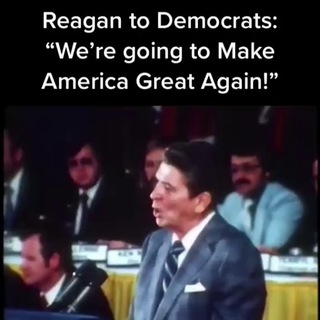 Reagan to Democrats:
“We’re going to Make
America Great Again!”